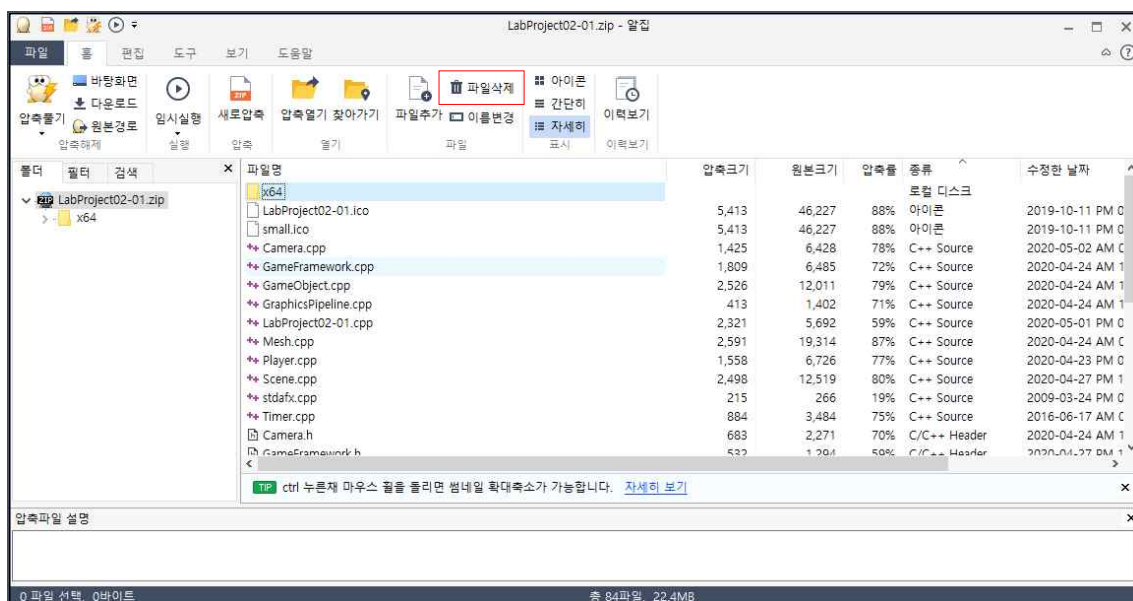 LabProject02-01.zip - 알집
파일 홈 편집 도구 보기 도움말
바탕화면
다운로드
원본경로
압축풀기
압축해제
임시실행
실행
ZIP
새로압축
압축
압축열기 찾아가기
열기
파일추가
파일삭제
이름변경
파일
아이콘
간단히
자세히
표시
이력보기
이력보기
폴더 필터 검색
ZIP LabProject02-01.zip
x64
파일명 압축크기 원본크기 압축률 종류 수정한 날짜
x64 로컬 디스크
LabProject02-01.ico 5,413 46,227 88% 아이콘 2019-10-11 PM 0
small.ico 5,413 46,227 88% 아이콘 2019-10-11 PM 0
Camera.cpp 1,425 6,428 78% C++ Source 2020-05-02 AM
GameFramework.cpp 1,809 6,485 72% C++ Source 2020-04-24 AM 1
GameObject.cpp 2,526 12,011 79% C++ Source 2020-04-24 AM 1
GraphicsPipeline.cpp 413 1,402 71% C++ Source 2020-04-24 AM 1
LabProject02-01.cpp 2,321 5,692 59% C++ Source 2020-05-01 PM 0
Mesh.cpp 2,591 19,314 87% C++ Source 2020-04-24 AM
Player.cpp 1,558 6,726 77% C++ Source 2020-04-23 PM 0
Scene.cpp 2,498 12,519 80% C++ Source 2020-04-27 PM 1
stdafx.cpp 215 266 19% C++ Source 2009-03-24 PM 0
Timer.cpp 884 3,484 75% C++ Source 2016-06-17 AM
Camera.h 683 2,271 70% C/C++ Header 2020-04-24 AM 1
GameFramework.h 532 1,294 59% C/C++ Header 2020-04-27 PM 1
TIP ctrl 누른채 마우스 휠을 돌리면 썸네일 확대축소가 가능합니다. 자세히 보기
압축파일 설명
0 파일 선택, 0바이트 총 84파일, 22.4MB